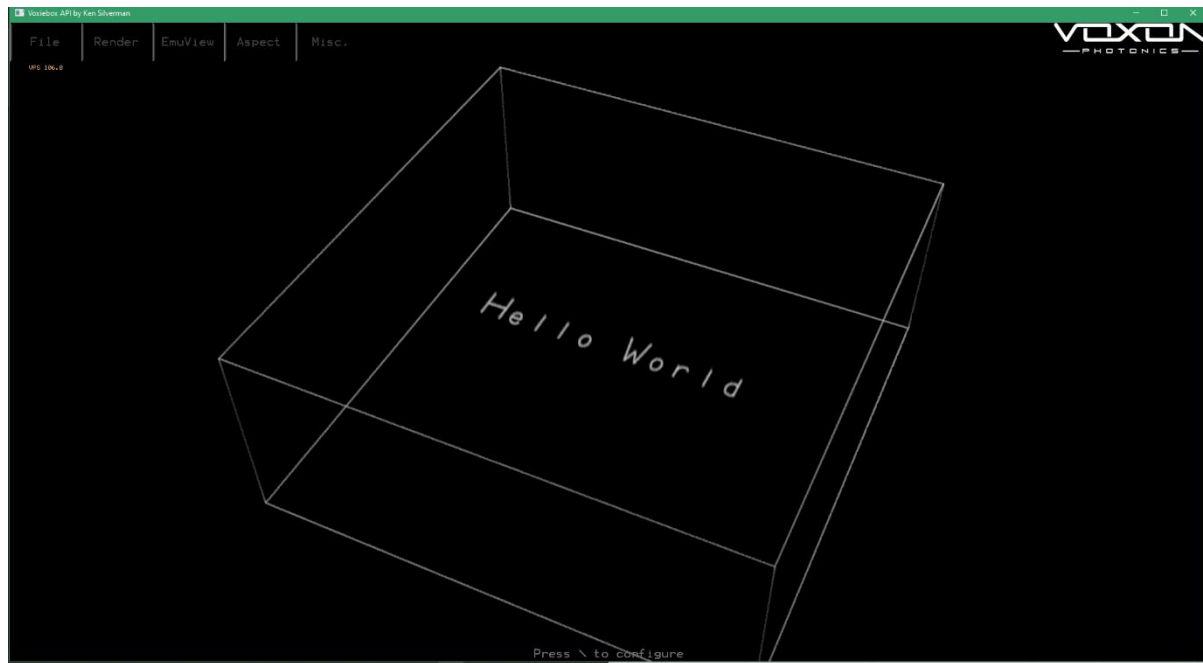 Voxiebox API by Ken Silverman
File Render EmuView Aspect Misc.
VOXON
PHOTONICS
VPS 106.0
Hello World
Press \ to configure